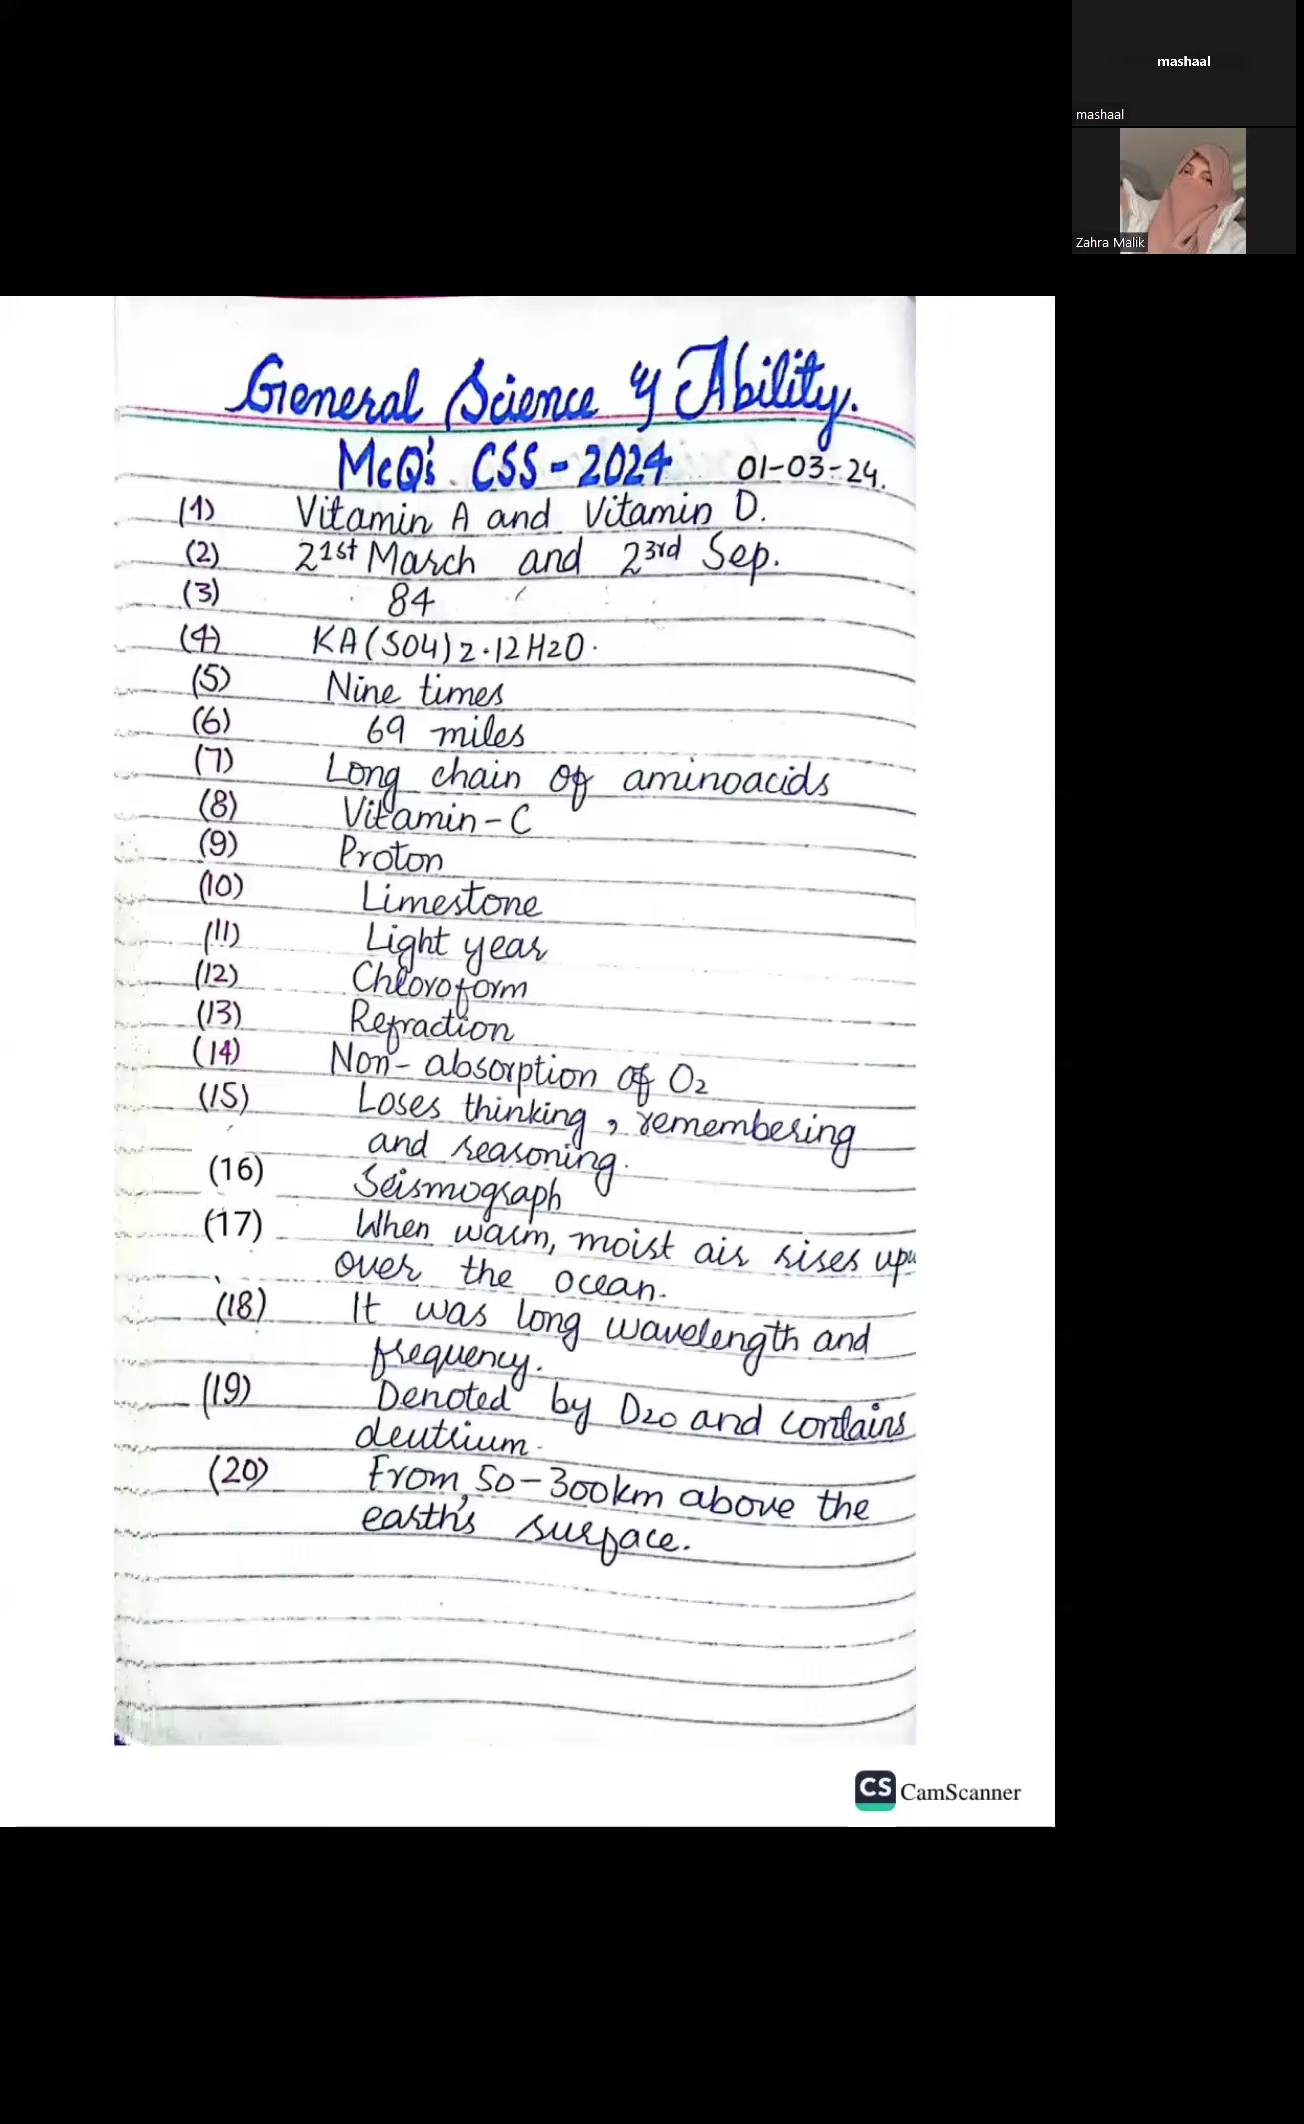 mashaal
mashaal
Zahra Malik
General Science & Ability.
McQ's. CSS - 2024 01-03-24.
(1) Vitamin A and Vitamin D.
(2) 21st March and 23rd Sep.
(3) 84
(4) KA(SO4)2.12H2O.
(5) Nine times
(6) 69 miles
(7) Long chain of aminoacids
(8) Vitamin-C
(9) Proton
(10) Limestone
(11) Light year
(12) Chloroform
(13) Refraction
(14) Non-absorption of O2
(15) Loses thinking, remembering
and reasoning.
(16) Seismograph
(17) When warm, moist air rises upw
over the ocean.
(18) It was long wavelength and
frequency.
(19) Denoted by D2O and contains
deutrium.
(20) From 50-300km above the
earth's surface.
CS CamScanner